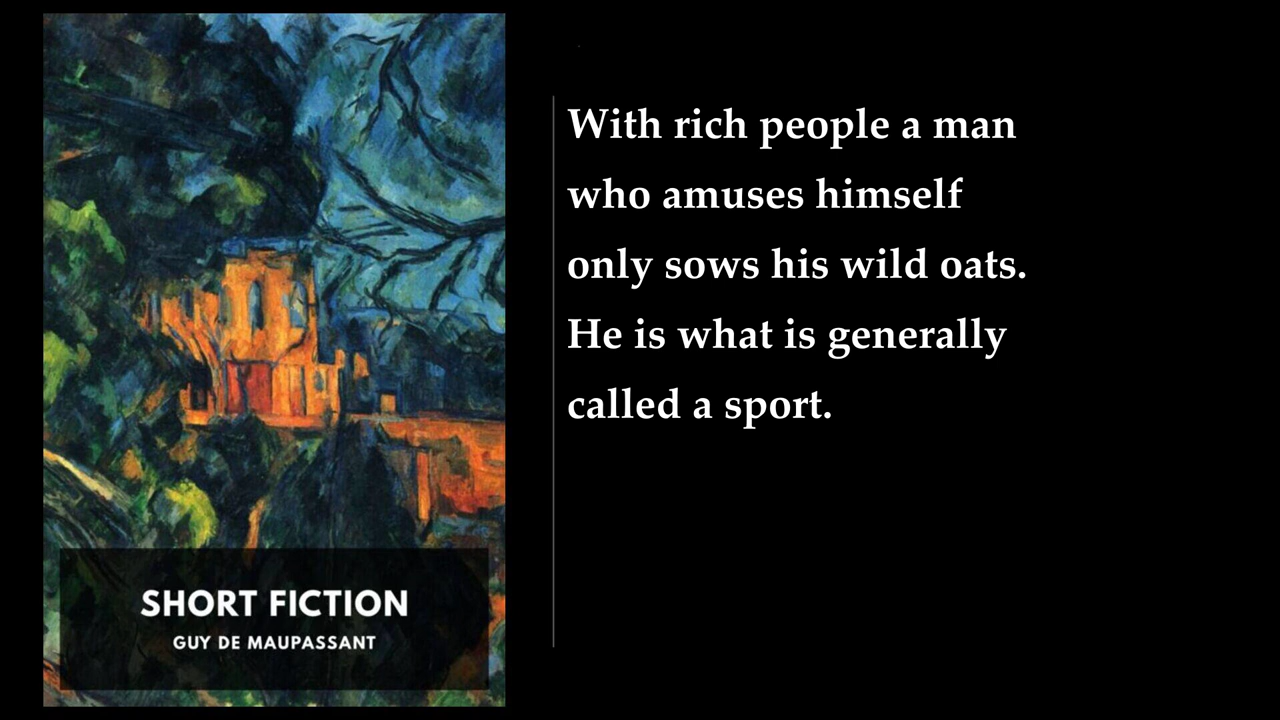 With rich people a man
who amuses himself
only sows his wild oats.
He is what is generally
called a sport.
SHORT FICTION
GUY DE MAUPASSANT